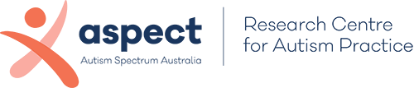 aspect
Autism Spectrum Australia
Research Centre
for Autism Practice